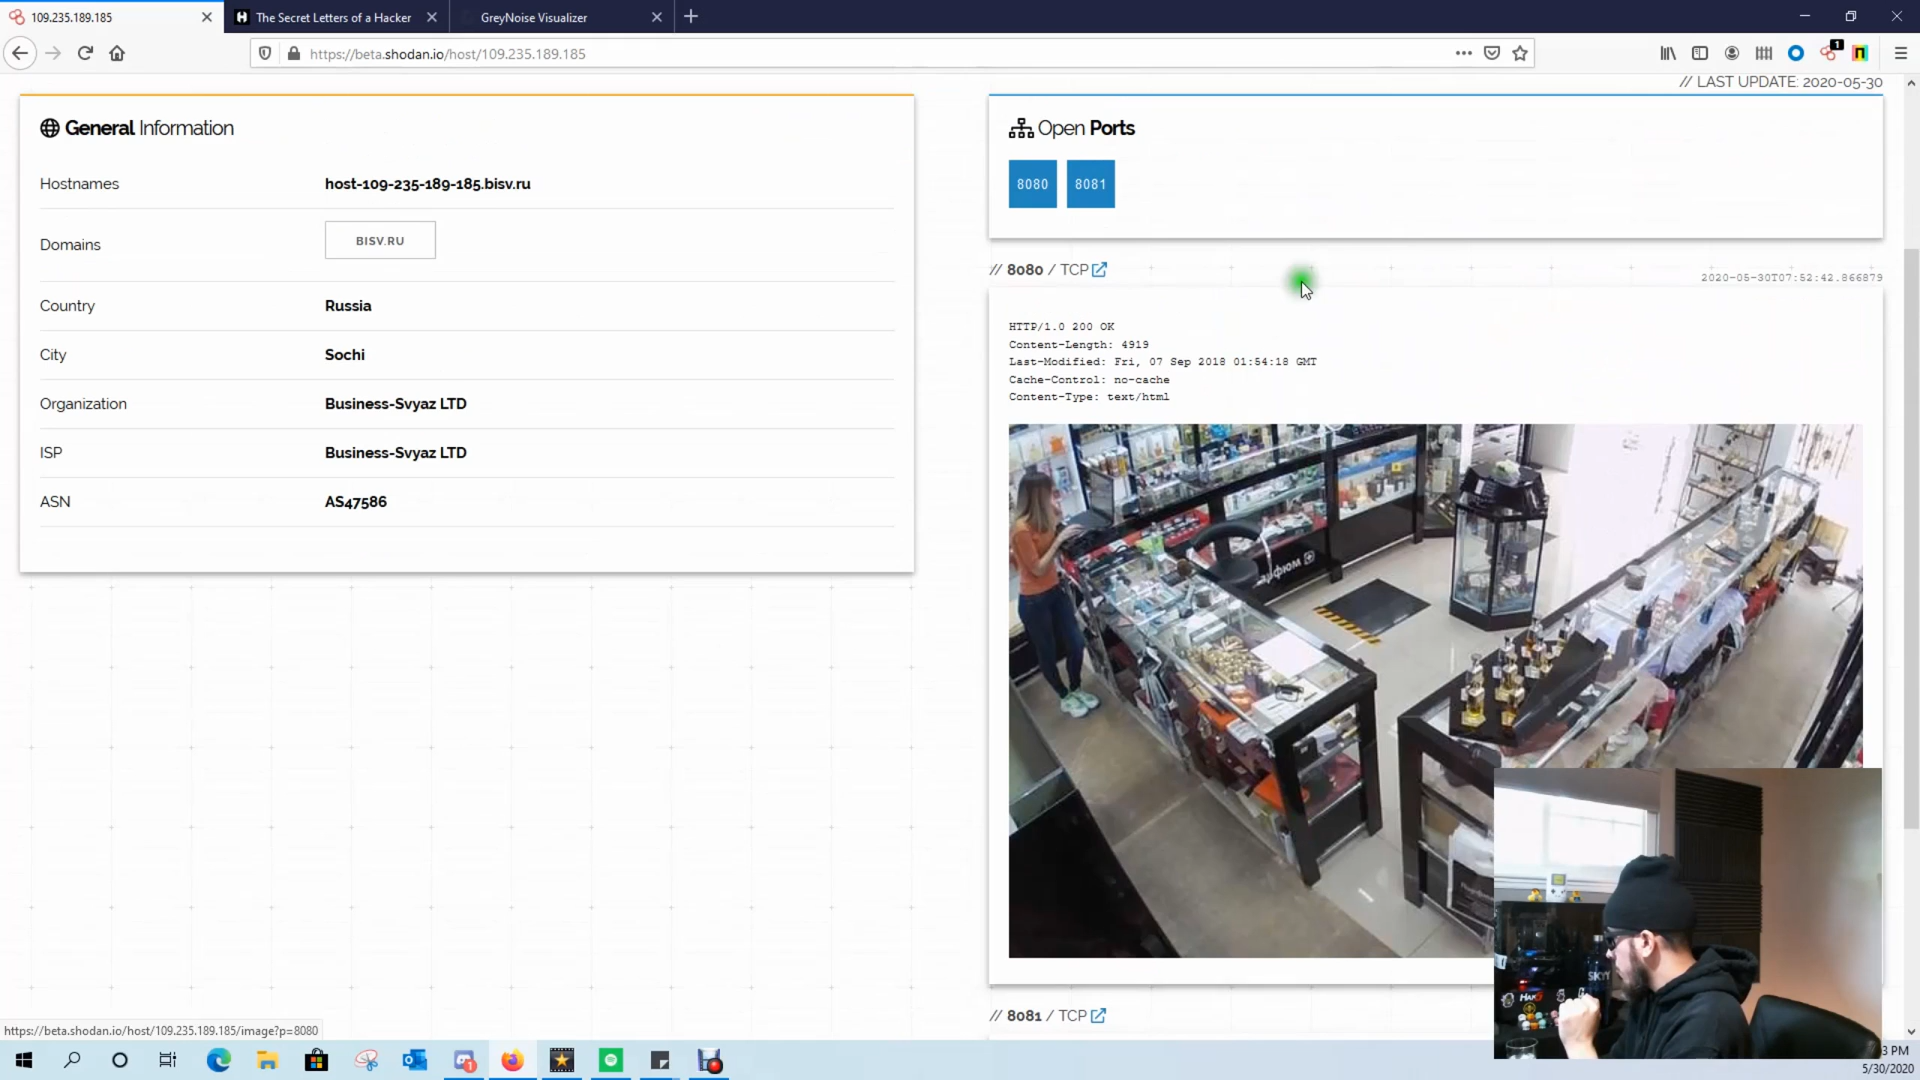 109.235.189.185
The Secret Letters of a Hacker
GreyNoise Visualizer
https://beta.shodan.io/host/109.235.189.185
1
// LAST UPDATE: 2020-05-30
General Information
Hostnames
host-109-235-189-185.bisv.ru
Domains
BISV.RU
Country
Russia
City
Sochi
Organization
Business-Svyaz LTD
ISP
Business-Svyaz LTD
ASN
AS47586
Open Ports
8080
8081
// 8080 / TCP
2020-05-30T07:52:42.866879
HTTP/1.0 200 OK
Content-Length: 4919
Last-Modified: Fri, 07 Sep 2018 01:54:18 GMT
Cache-Control: no-cache
Content-Type: text/html
SKYY
// 8081 / TCP
https://beta.shodan.io/host/109.235.189.185/image?p=8080
3 PM
5/30/2020